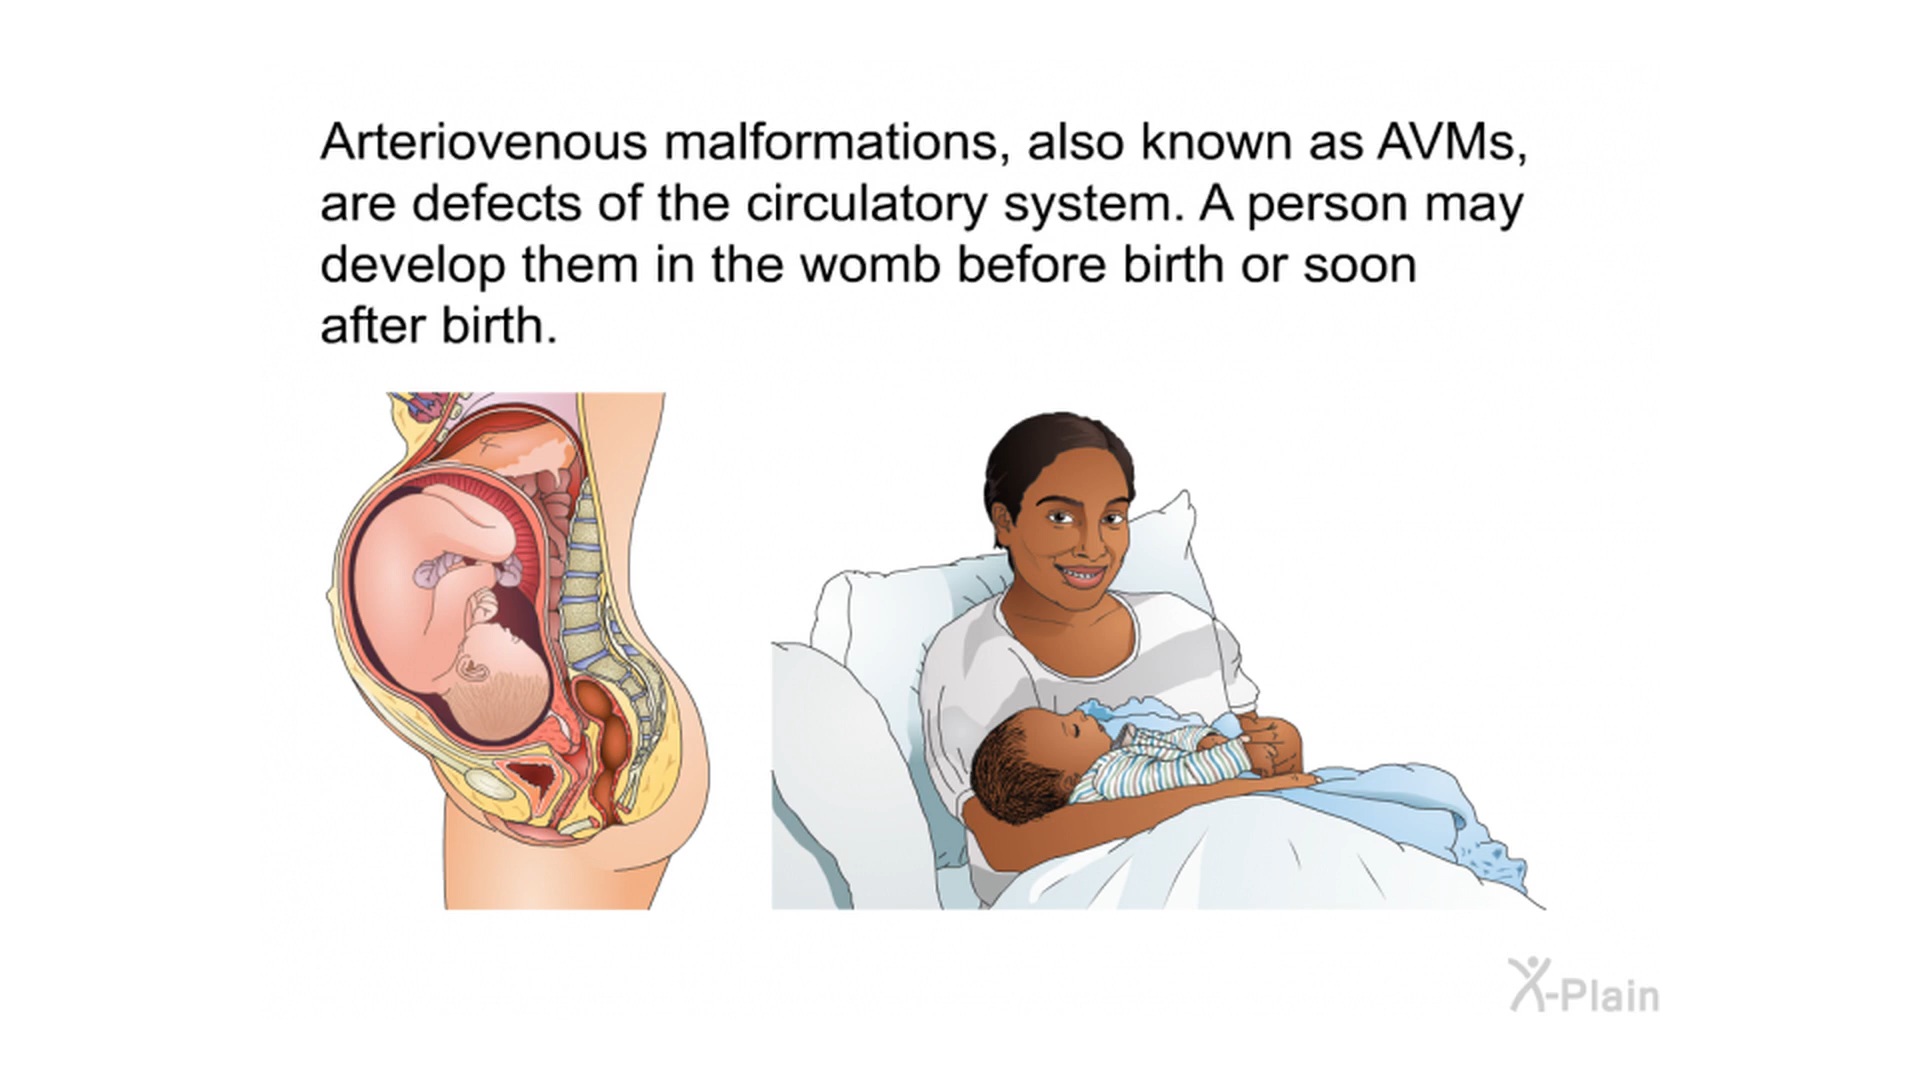 Arteriovenous malformations, also known as AVMs,
are defects of the circulatory system. A person may
develop them in the womb before birth or soon
after birth.
X-Plain